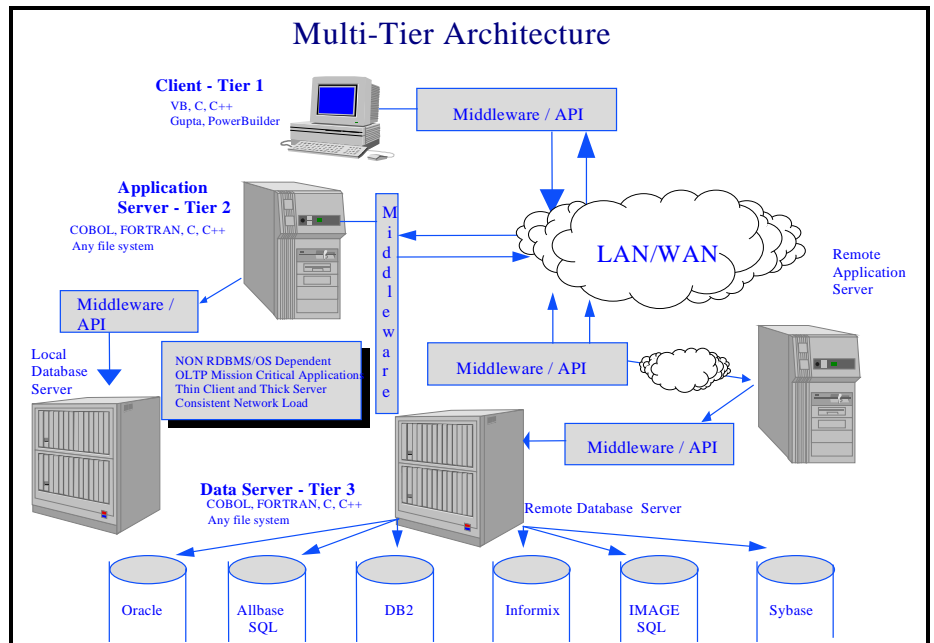 Multi-Tier Architecture
Client - Tier 1
VB, C, C++
Gupta, PowerBuilder
Middleware / API
Application
Server - Tier 2
COBOL, FORTRAN, C, C++
Any file system
Middleware
LAN/WAN
Remote
Application
Server
Middleware /
API
Local
Database
Server
NON RDBMS/OS Dependent
OLTP Mission Critical Applications
Thin Client and Thick Server
Consistent Network Load
Middleware / API
Middleware / API
Data Server - Tier 3
COBOL, FORTRAN, C, C++
Any file system
Remote Database Server
Oracle
Allbase
SQL
DB2
Informix
IMAGE
SQL
Sybase